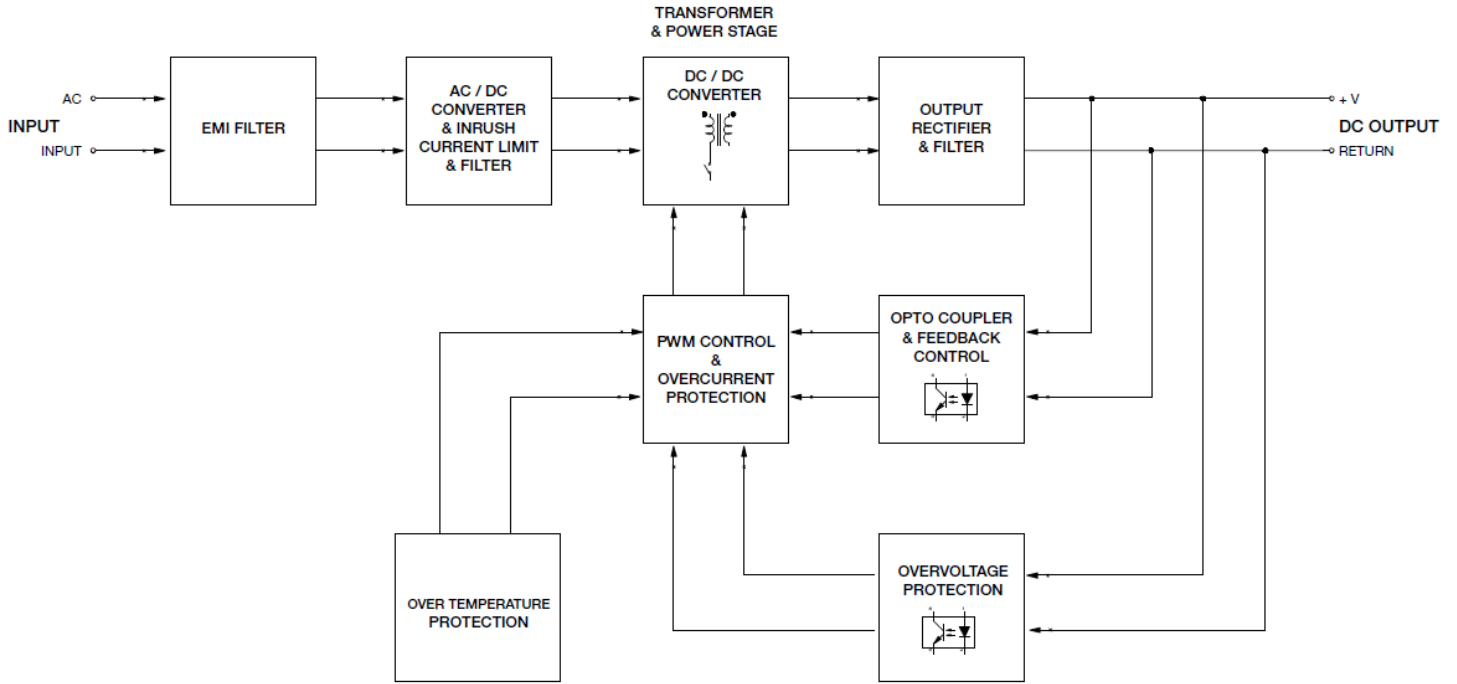 TRANSFORMER
& POWER STAGE
INPUT
AC
INPUT
EMI FILTER
AC / DC
CONVERTER
& INRUSH
CURRENT LIMIT
& FILTER
DC / DC
CONVERTER
OUTPUT
RECTIFIER
& FILTER
+ V
DC OUTPUT
RETURN
PWM CONTROL
&
OVERCURRENT
PROTECTION
OPTO COUPLER
& FEEDBACK
CONTROL
OVER TEMPERATURE
PROTECTION
OVERVOLTAGE
PROTECTION